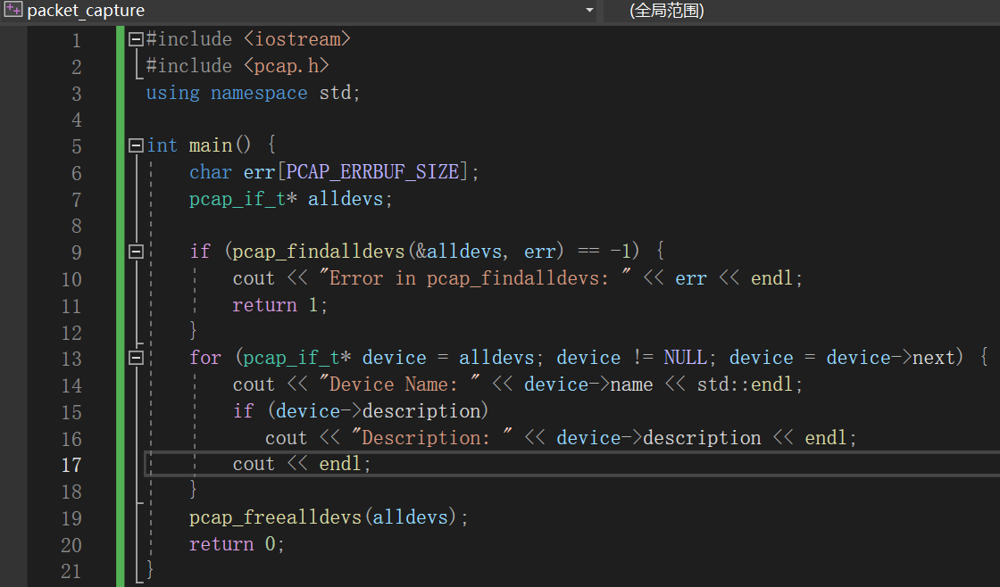 packet_capture (全局范围)
1 #include <iostream>
2 #include <pcap.h>
3 using namespace std;
4
5 int main() {
6 char err[PCAP_ERRBUF_SIZE];
7 pcap_if_t* alldevs;
8
9 if (pcap_findalldevs(&alldevs, err) == -1) {
10 cout << "Error in pcap_findalldevs: " << err << endl;
11 return 1;
12 }
13 for (pcap_if_t* device = alldevs; device != NULL; device = device->next) {
14 cout << "Device Name: " << device->name << std::endl;
15 if (device->description)
16 cout << "Description: " << device->description << endl;
17 cout << endl;
18 }
19 pcap_freealldevs(alldevs);
20 return 0;
21 }